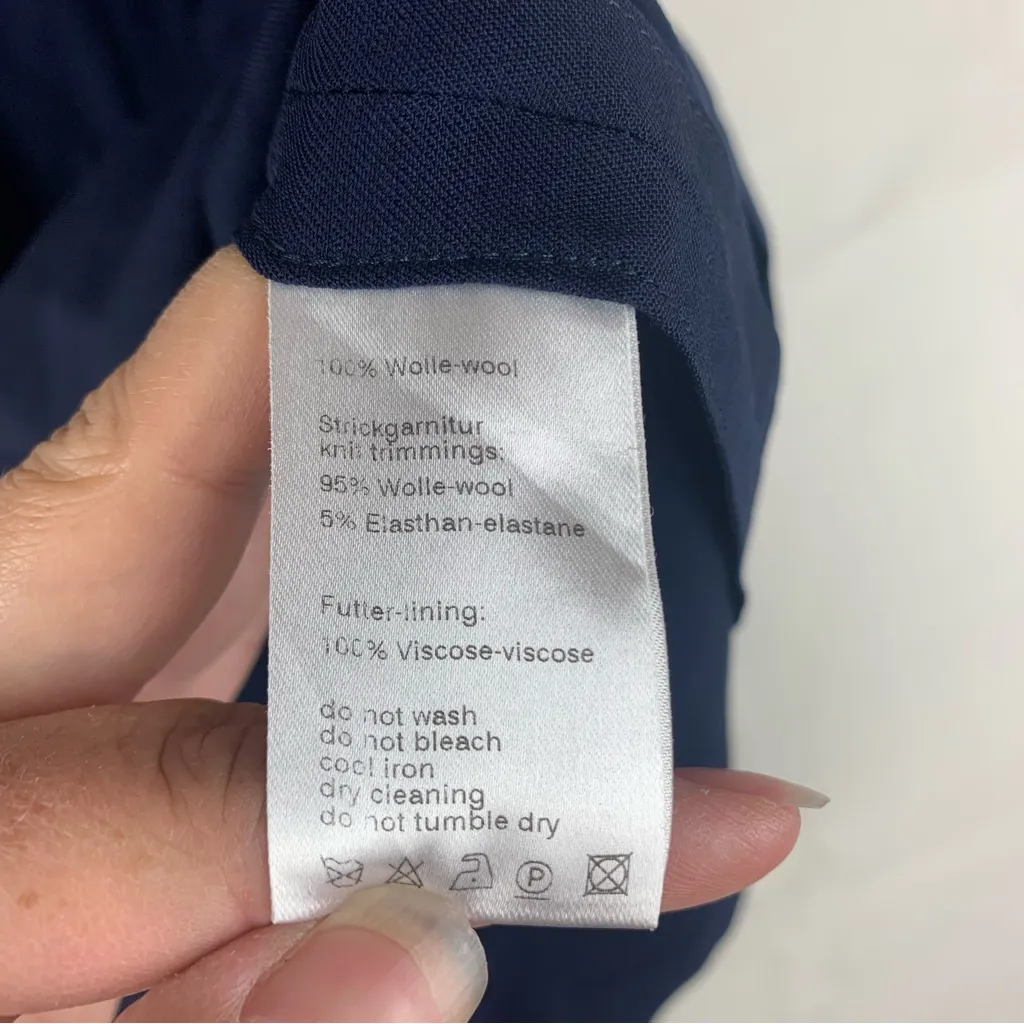 100% Wolle-wool
Strickgarnitur
knit trimmings:
95% Wolle-wool
5% Elasthan-elastane
Futter-lining:
100% Viscose-viscose
do not wash
do not bleach
cool iron
dry cleaning
do not tumble dry
P